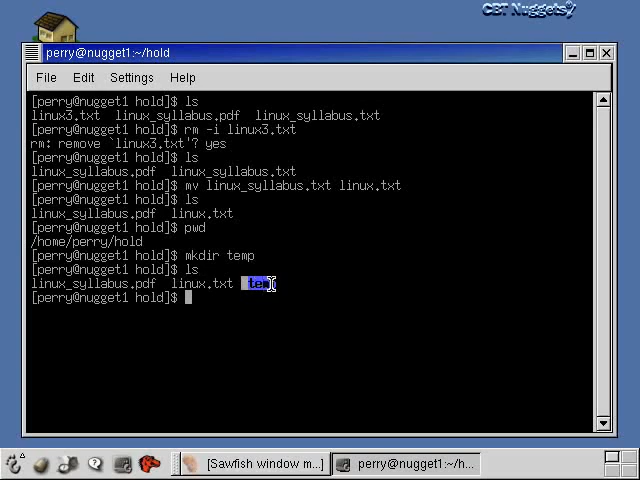 CBT Nuggets
perry@nugget1:~/hold
File Edit Settings Help
[perry@nugget1 hold]$ ls
linux3.txt linux_syllabus.pdf linux_syllabus.txt
[perry@nugget1 hold]$ rm -i linux3.txt
rm: remove `linux3.txt'? yes
[perry@nugget1 hold]$ ls
linux_syllabus.pdf linux_syllabus.txt
[perry@nugget1 hold]$ mv linux_syllabus.txt linux.txt
[perry@nugget1 hold]$ ls
linux_syllabus.pdf linux.txt
[perry@nugget1 hold]$ pwd
/home/perry/hold
[perry@nugget1 hold]$ mkdir temp
[perry@nugget1 hold]$ ls
linux_syllabus.pdf linux.txt temp
[perry@nugget1 hold]$
[Sawfish window m...] perry@nugget1:~/h...